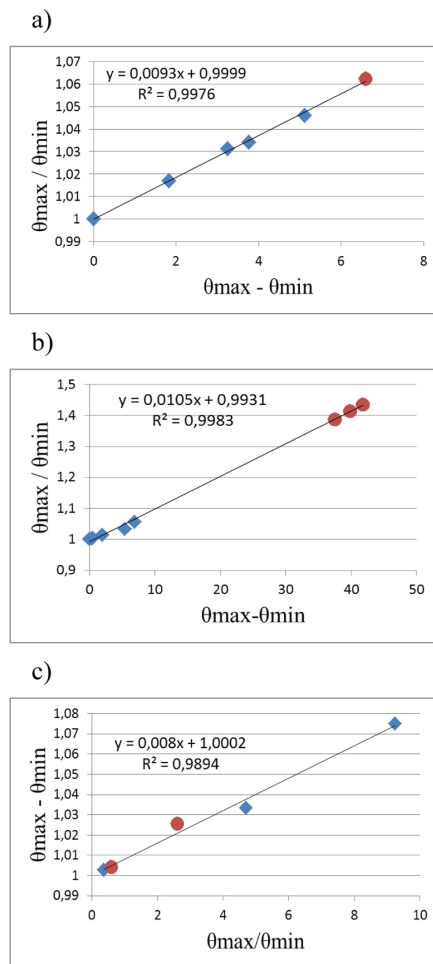 a)
1,07
y = 0,0093x + 0,9999
R² = 0,9976
1,06
1,05
1,04
1,03
1,02
1,01
1
0,99
0 2 4 6 8
θmax / θmin
θmax - θmin
b)
1,5
y = 0,0105x + 0,9931
R² = 0,9983
1,4
1,3
1,2
1,1
1
0,9
0 10 20 30 40 50
θmax / θmin
θmax-θmin
c)
1,08
1,07
y = 0,008x + 1,0002
R² = 0,9894
1,06
1,05
1,04
1,03
1,02
1,01
1
0,99
0 2 4 6 8 10
θmax - θmin
θmax/θmin